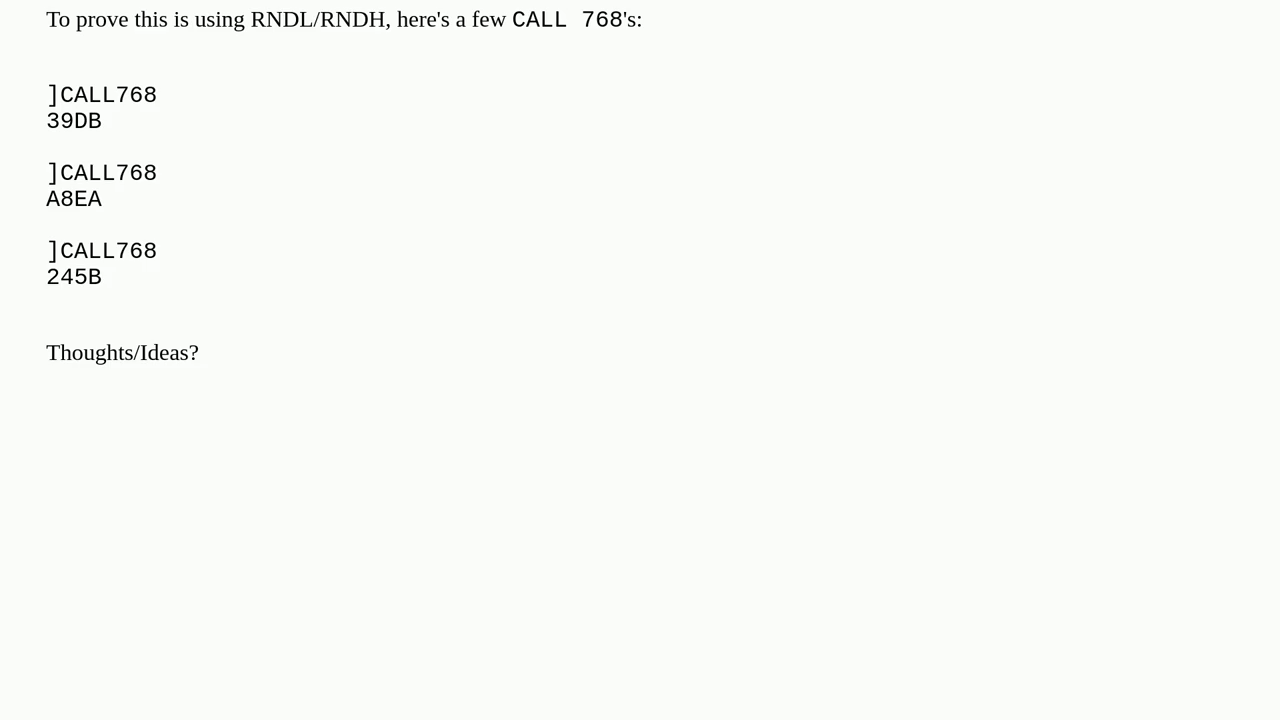 To prove this is using RNDL/RNDH, here's a few CALL 768's:
]CALL768
39DB
]CALL768
A8EA
]CALL768
245B
Thoughts/Ideas?